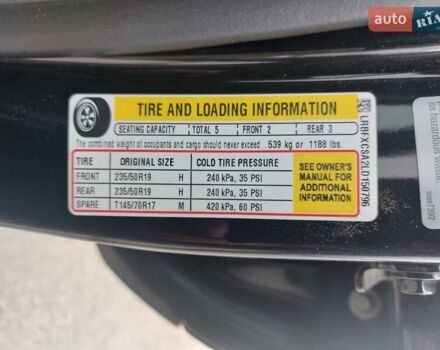 auto RIA
TIRE AND LOADING INFORMATION
SEATING CAPACITY TOTAL 5 FRONT 2 REAR 3
The combined weight of occupants and cargo should never exceed 539 kg or 1188 lbs.
TIRE ORIGINAL SIZE COLD TIRE PRESSURE
FRONT 235/50R19 H 240 kPa, 35 PSI
REAR 235/50R19 H 240 kPa, 35 PSI
SPARE T145/70R17 M 420 kPa, 60 PSI
SEE OWNER'S
MANUAL FOR
ADDITIONAL
INFORMATION
LRBFXCSA2LD150796
as hazardous